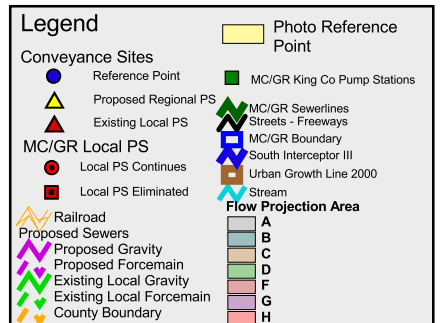 Legend
Photo Reference
Point
Conveyance Sites
Reference Point
Proposed Regional PS
Existing Local PS
MC/GR Local PS
Local PS Continues
Local PS Eliminated
Railroad
Proposed Sewers
Proposed Gravity
Proposed Forcemain
Existing Local Gravity
Existing Local Forcemain
County Boundary
MC/GR King Co Pump Stations
MC/GR Sewerlines
Streets - Freeways
MC/GR Boundary
South Interceptor III
Urban Growth Line 2000
Stream
Flow Projection Area
A
B
C
D
F
G
H